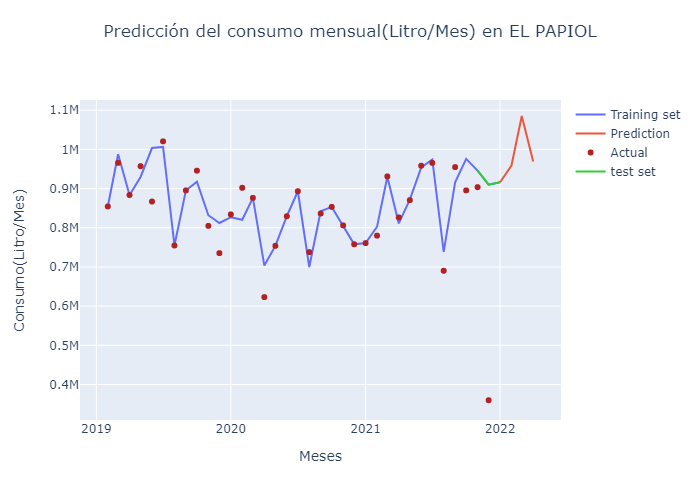 Predicción del consumo mensual(Litro/Mes) en EL PAPIOL
1.1M
1M
0.9M
0.8M
0.7M
0.6M
0.5M
0.4M
Consumo(Litro/Mes)
2019
2020
2021
2022
Meses
Training set
Prediction
Actual
test set